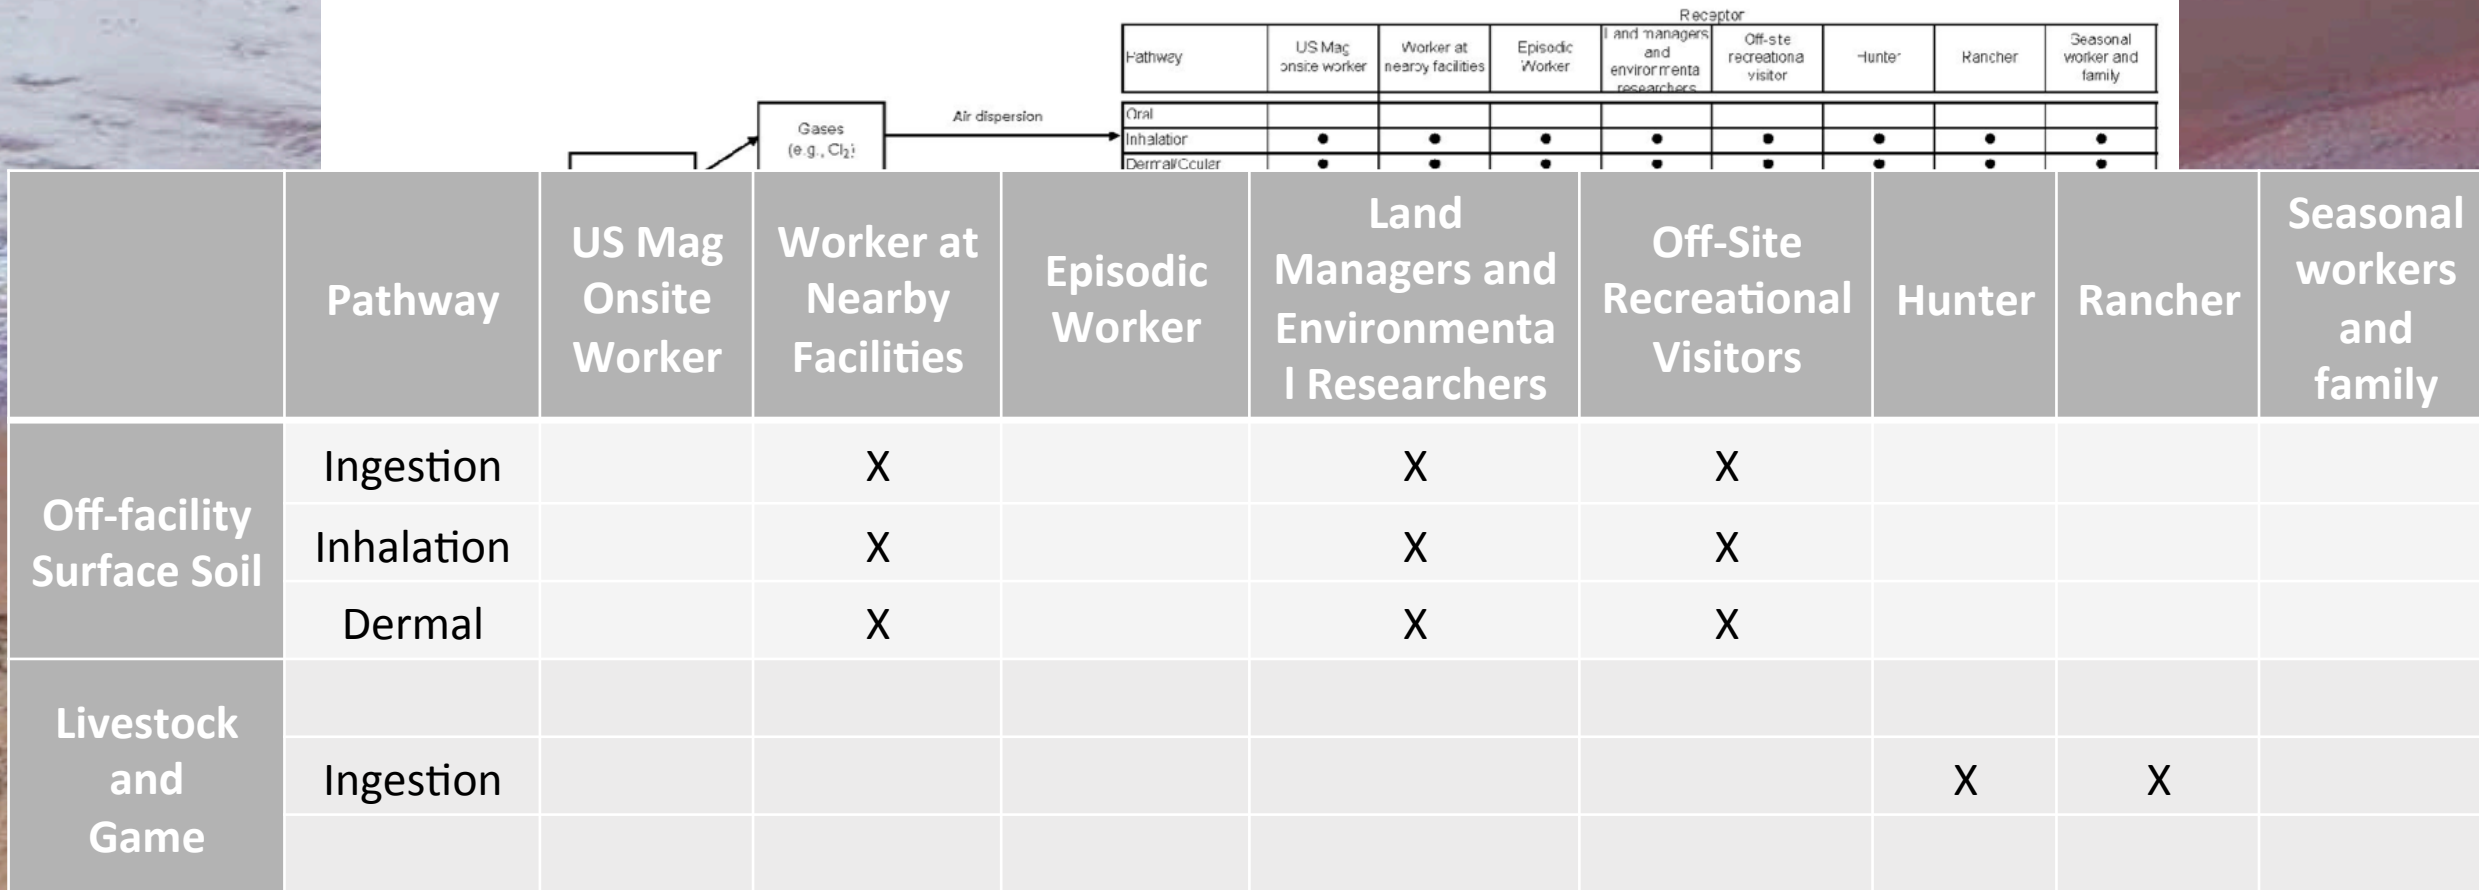 Receptor
Pathway US Mag onsite worker Worker at nearby facilities Episodic Worker Land managers and environmenta researchers Off-site recreationa visitor Hunter Rancher Seasonal worker and family
Gases
(e.g., Cl2)
Air dispersion
Oral
Inhalation ● ● ● ● ● ● ● ●
Dermal/Ocular ● ● ● ● ● ● ● ●
Pathway US Mag Onsite Worker Worker at Nearby Facilities Episodic Worker Land Managers and Environmenta l Researchers Off-Site Recreational Visitors Hunter Rancher Seasonal workers and family
Off-facility Surface Soil
Ingestion X X X
Inhalation X X X
Dermal X X X
Livestock and Game
Ingestion X X